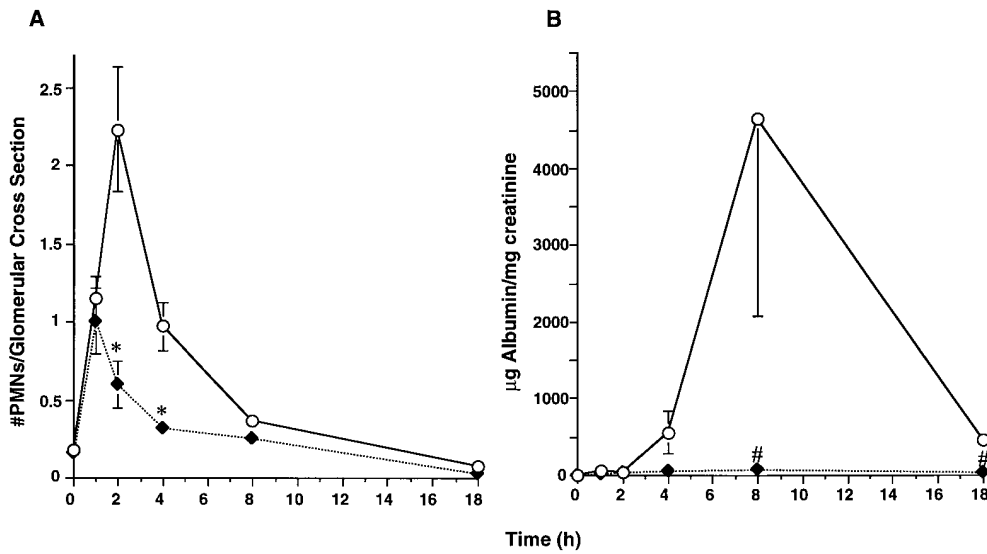 A
#PMNs/Glomerular Cross Section
2.5
2
1.5
1
0.5
0
*
*
0 2 4 6 8 10 12 14 16 18
B
µg Albumin/mg creatinine
5000
4000
3000
2000
1000
0
#
#
0 2 4 6 8 10 12 14 16 18
Time (h)